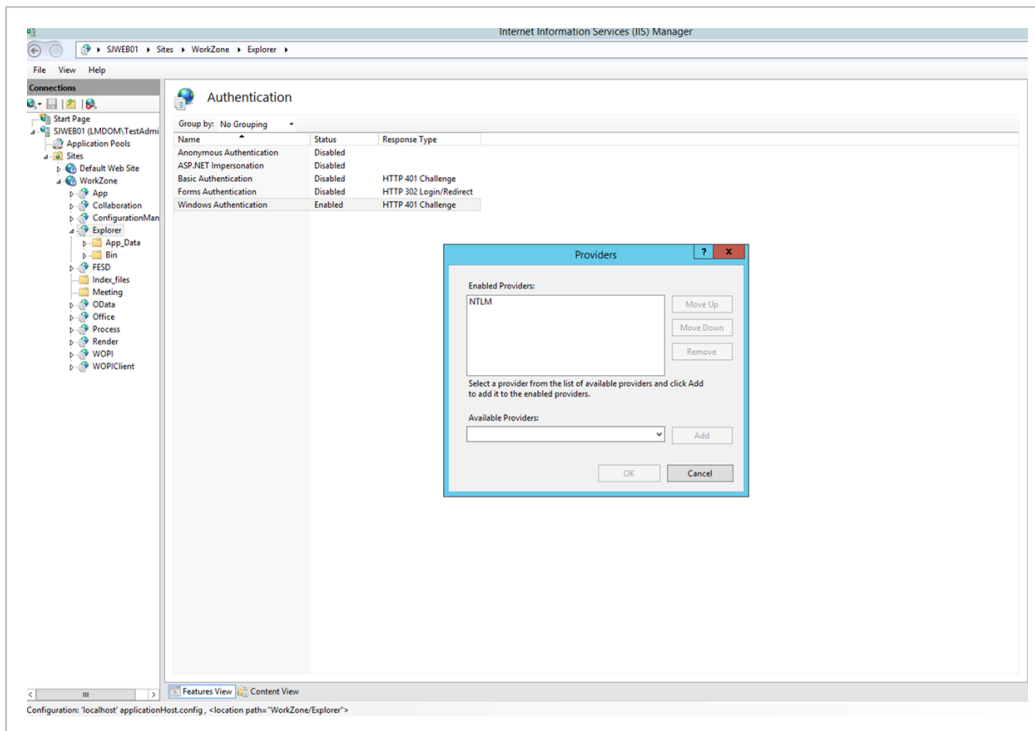 Internet Information Services (IIS) Manager
SJWEB01 Sites WorkZone Explorer
File View Help
Connections
Start Page
SJWEB01 (LMDOM\TestAdmi
Application Pools
Sites
Default Web Site
WorkZone
App
Collaboration
ConfigurationMan
Explorer
App_Data
Bin
FESD
Index_files
Meeting
OData
Office
Process
Render
WOPI
WOPIClient
Authentication
Group by: No Grouping
Name Status Response Type
Anonymous Authentication Disabled
ASP.NET Impersonation Disabled
Basic Authentication Disabled HTTP 401 Challenge
Forms Authentication Disabled HTTP 302 Login/Redirect
Windows Authentication Enabled HTTP 401 Challenge
Providers
? x
Enabled Providers:
NTLM
Move Up
Move Down
Remove
Select a provider from the list of available providers and click Add
to add it to the enabled providers.
Available Providers:
Add
OK Cancel
Features View Content View
Configuration: 'localhost' applicationHost.config , <location path="WorkZone/Explorer">